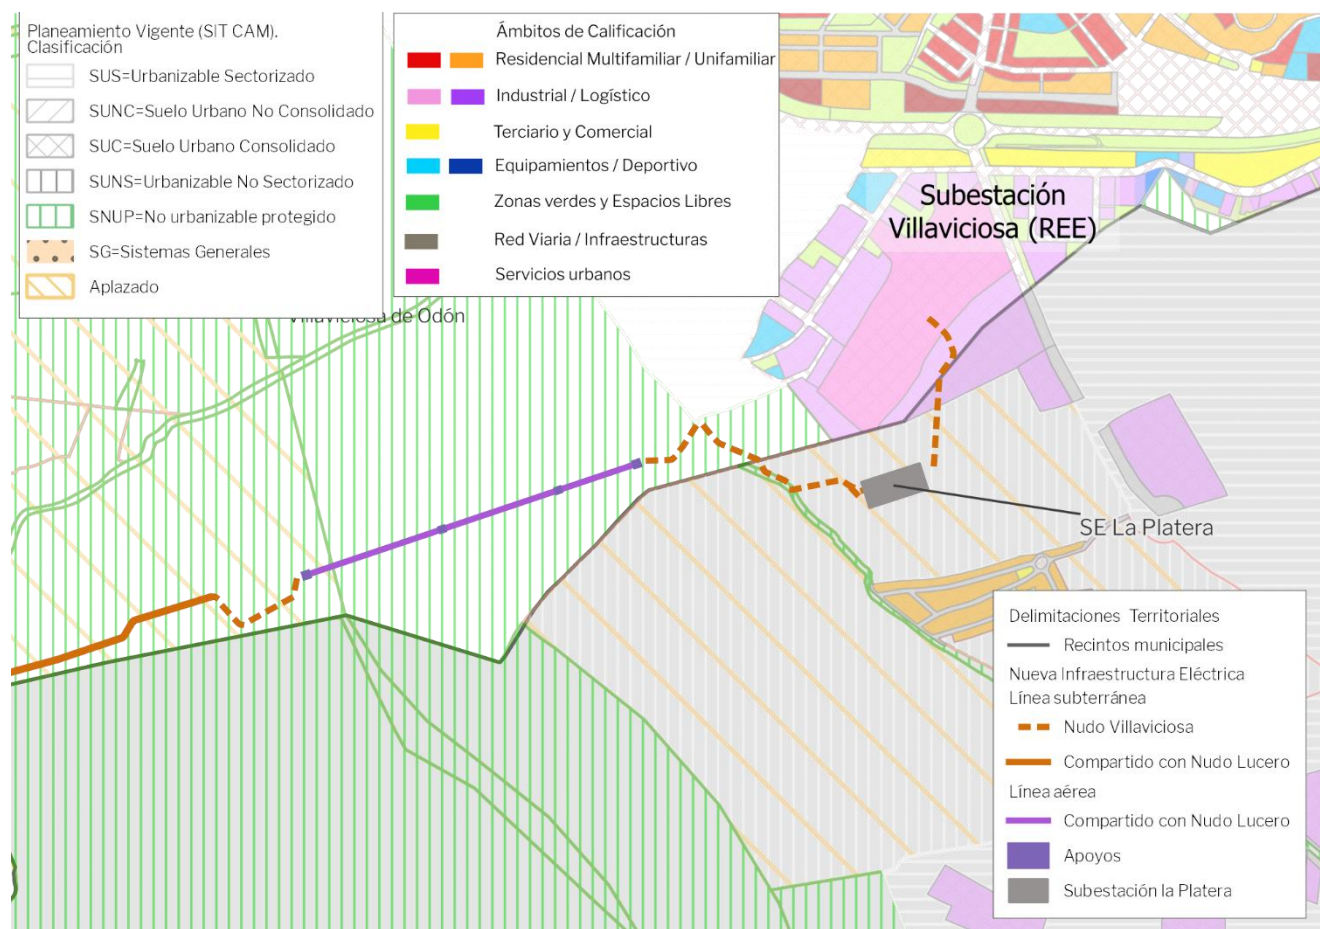 Planeamiento Vigente (SIT CAM).
Clasificación
SUS=Urbanizable Sectorizado
SUNC=Suelo Urbano No Consolidado
SUC=Suelo Urbano Consolidado
SUNS=Urbanizable No Sectorizado
SNUP=No urbanizable protegido
SG=Sistemas Generales
Aplazado
Ámbitos de Calificación
Residencial Multifamiliar / Unifamiliar
Industrial / Logístico
Terciario y Comercial
Equipamientos / Deportivo
Zonas verdes y Espacios Libres
Red Viaria / Infraestructuras
Servicios urbanos
Subestación
Villaviciosa (REE)
Villaviciosa de Odón
SE La Platera
Delimitaciones Territoriales
Recintos municipales
Nueva Infraestructura Eléctrica
Línea subterránea
Nudo Villaviciosa
Compartido con Nudo Lucero
Línea aérea
Compartido con Nudo Lucero
Apoyos
Subestación la Platera